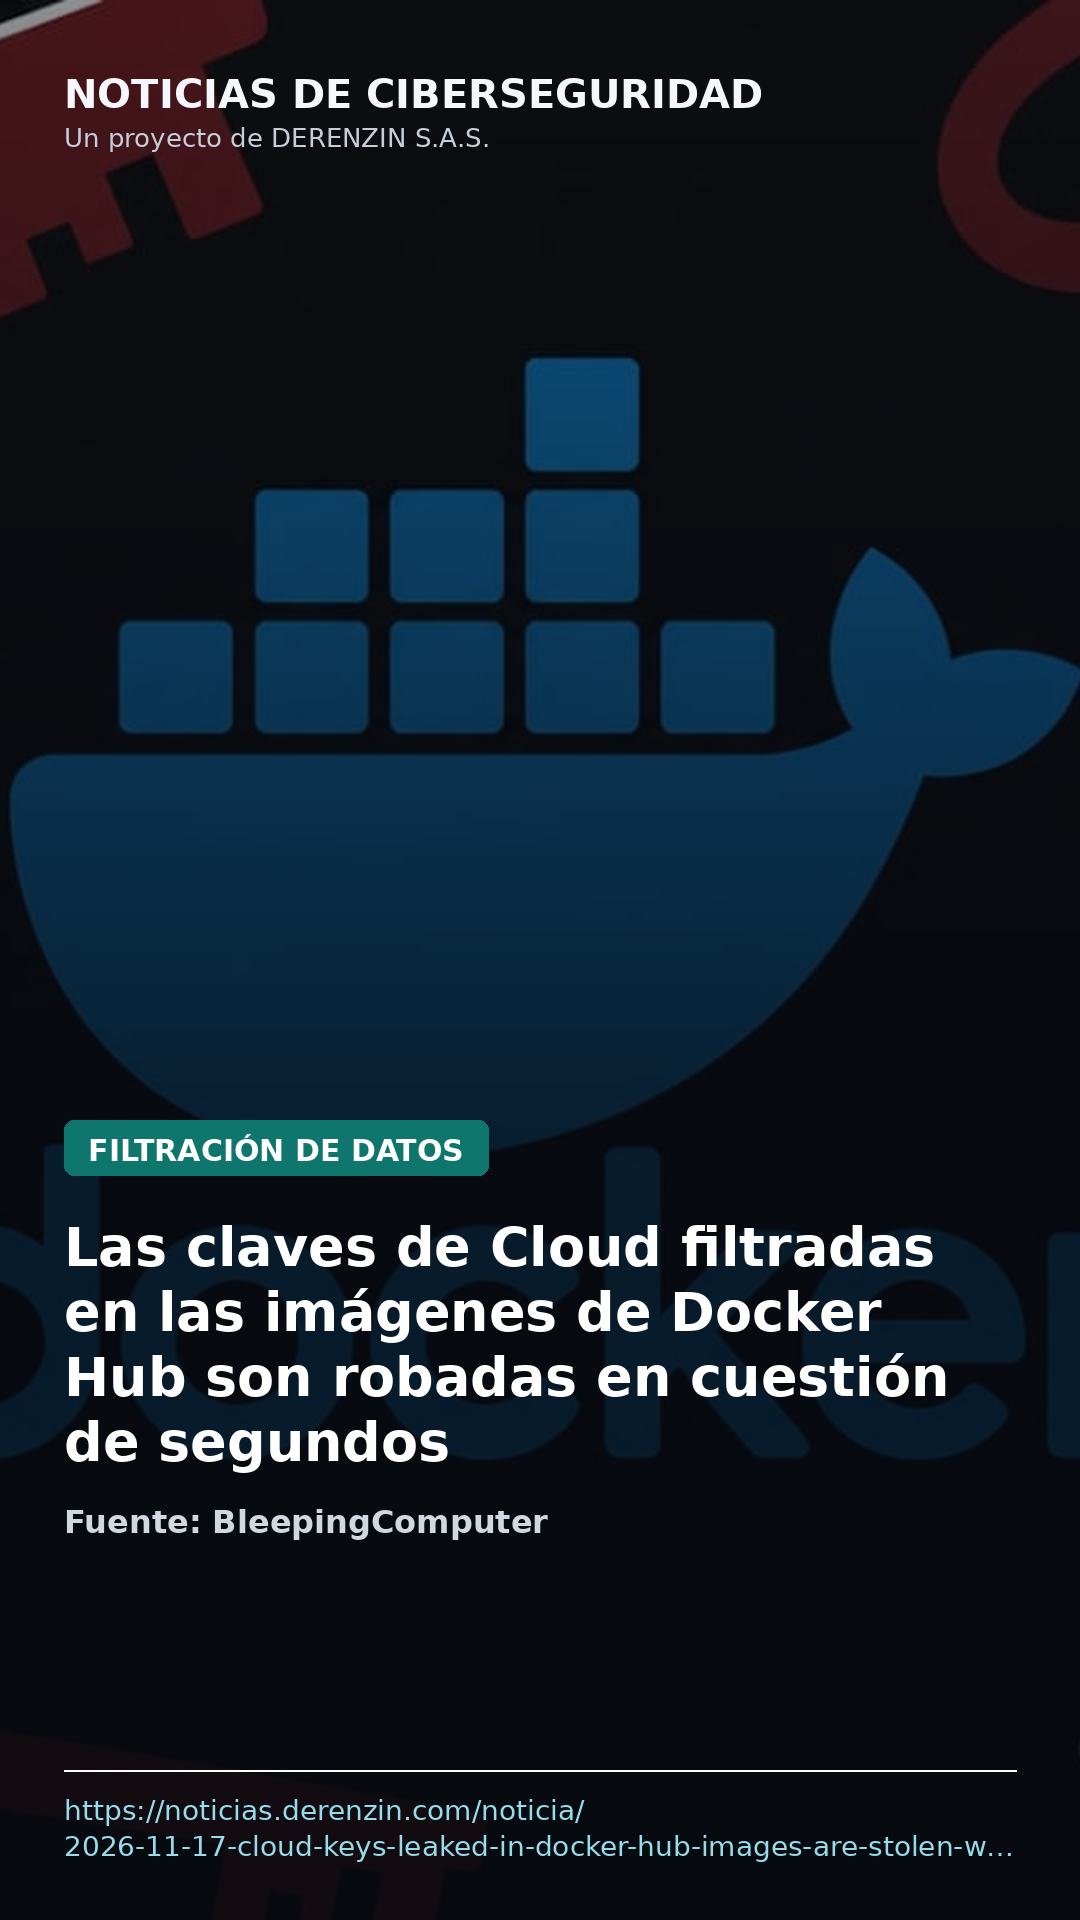 NOTICIAS DE CIBERSEGURIDAD
Un proyecto de DERENZIN S.A.S.
FILTRACIÓN DE DATOS
docker
Las claves de Cloud filtradas
en las imágenes de Docker
Hub son robadas en cuestión
de segundos
Fuente: BleepingComputer
https://noticias.derenzin.com/noticia/
2026-11-17-cloud-keys-leaked-in-docker-hub-images-are-stolen-w...